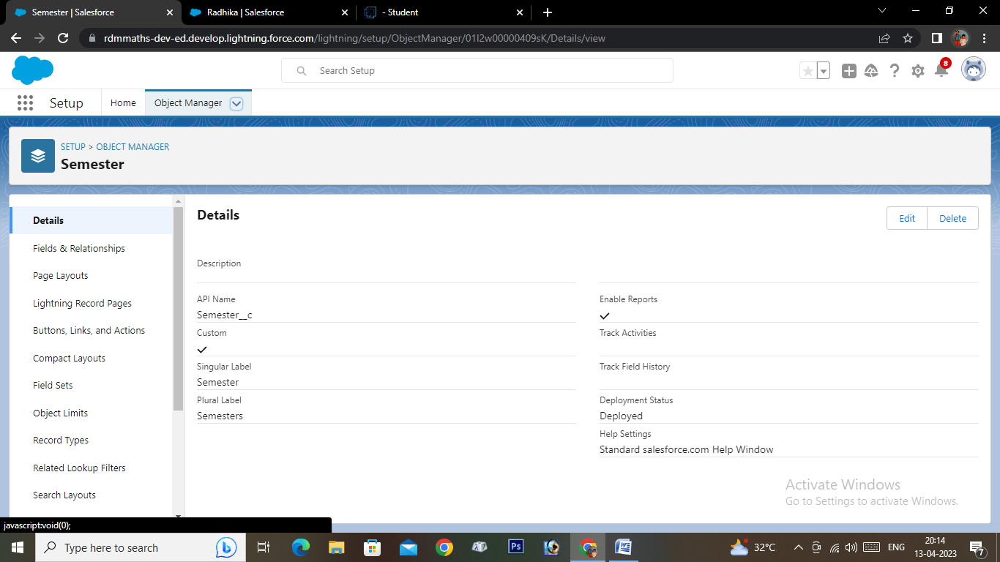 Semester | Salesforce
Radhika | Salesforce
- Student
rdmmaths-dev-ed.develop.lightning.force.com/lightning/setup/ObjectManager/01I2w00000409sK/Details/view
Search Setup
8
Setup
Home
Object Manager
SETUP > OBJECT MANAGER
Semester
Details
Fields & Relationships
Page Layouts
Lightning Record Pages
Buttons, Links, and Actions
Compact Layouts
Field Sets
Object Limits
Record Types
Related Lookup Filters
Search Layouts
Details
Edit
Delete
Description
API Name
Semester__c
Custom
Singular Label
Semester
Plural Label
Semesters
Enable Reports
Track Activities
Track Field History
Deployment Status
Deployed
Help Settings
Standard salesforce.com Help Window
Activate Windows
Go to Settings to activate Windows.
javascript:void(0);
Type here to search
Ps
32°C
ENG
20:14
13-04-2023
7